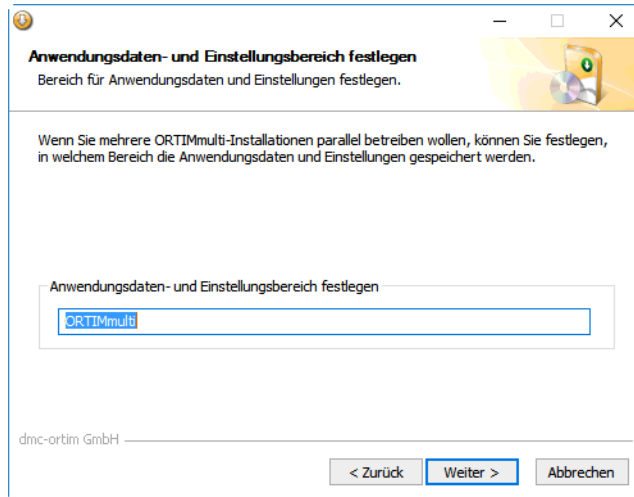 Anwendungsdaten- und Einstellungsbereich festlegen
Bereich für Anwendungsdaten und Einstellungen festlegen.
Wenn Sie mehrere ORTIMmulti-Installationen parallel betreiben wollen, können Sie festlegen,
in welchem Bereich die Anwendungsdaten und Einstellungen gespeichert werden.
Anwendungsdaten- und Einstellungsbereich festlegen
ORTIMmulti
dmc-ortim GmbH
< Zurück Weiter > Abbrechen